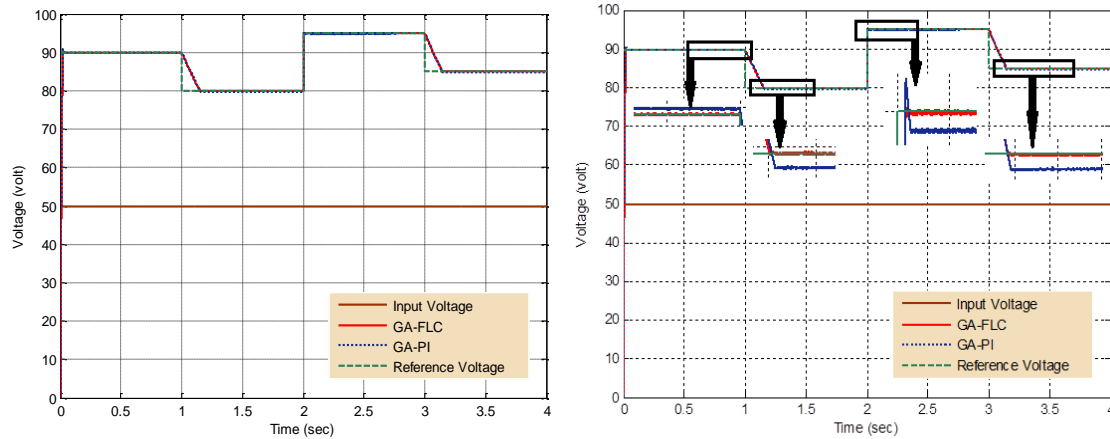 100
90
80
70
60
50
40
30
20
10
0
Voltage (volt)
0 0.5 1 1.5 2 2.5 3 3.5 4
Time (sec)
Input Voltage
GA-FLC
GA-PI
Reference Voltage
100
90
80
70
60
50
40
30
20
10
0
Voltage (volt)
0 0.5 1 1.5 2 2.5 3 3.5 4
Time (sec)
Input Voltage
GA-FLC
GA-PI
Reference Voltage